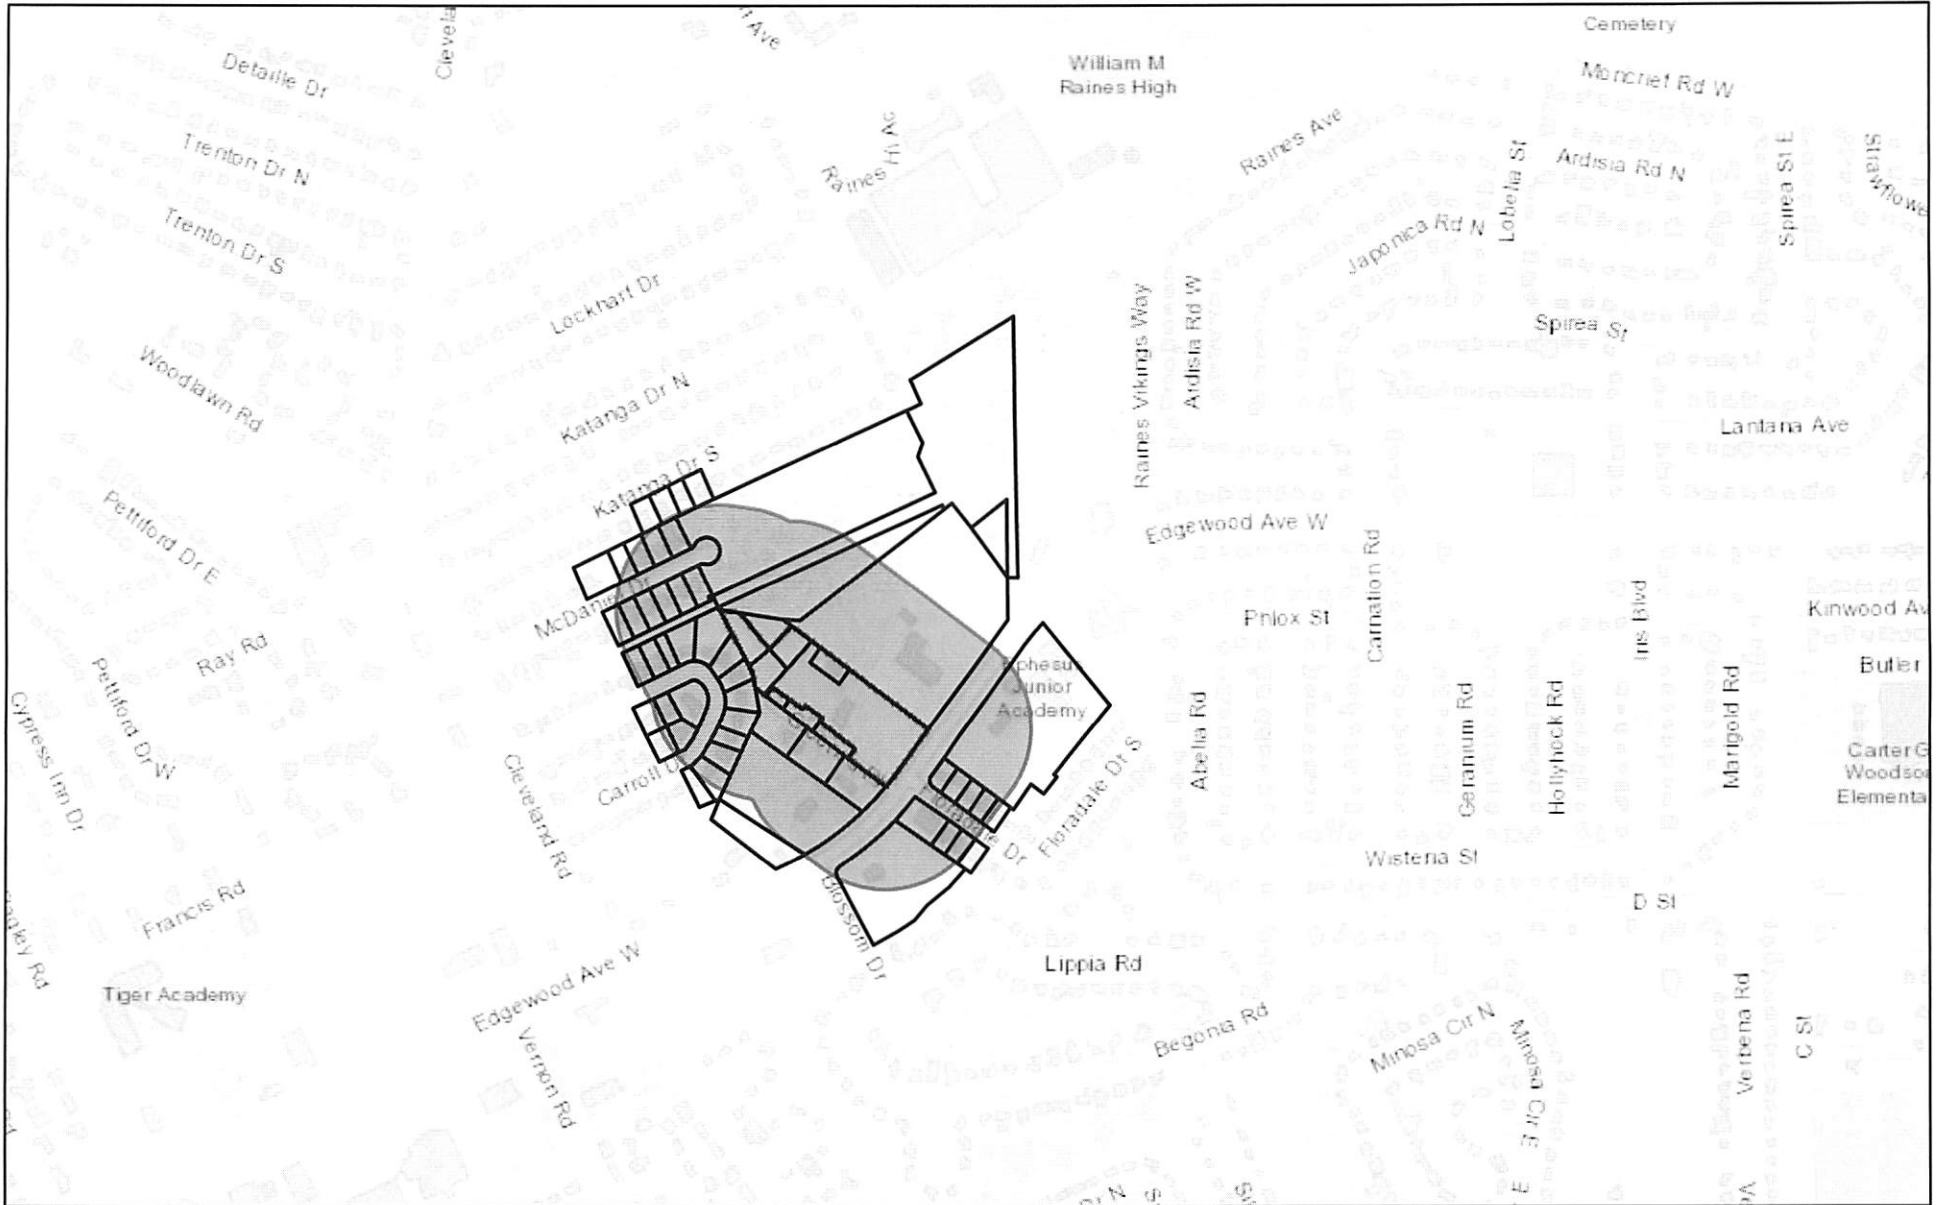 Cemetery
Detaille Dr
William M
Raines High
Moncrief Rd W
Trenton Dr N
Raines Ave
Lobelia St
Ardisia Rd N
Spirea St E
Trenton Dr S
Japonica Rd N
Lockhart Dr
Raines Vikings Way
Ardisia Rd W
Spirea St
Woodlawn Rd
Katanga Dr N
Lantana Ave
Katanga Dr S
Pettiford Dr E
Edgewood Ave W
Carnation Rd
McDaniel Dr
Phlox St
Iris Blvd
Kinwood Av
Ray Rd
Ephesus
Junior
Academy
Butler
Pettiford Dr W
Cypress Inn Dr
Abelia Rd
Geranium Rd
Hollyhock Rd
Marigold Rd
Carter G
Woodson
Elementa
Cleveland Rd
Carroll Dr
Floradale Dr
Floradale Dr S
Wisteria St
Francis Rd
Blossom Dr
D St
Lippia Rd
Tiger Academy
Edgewood Ave W
Vernon Rd
Begonia Rd
Mimosa Cir N
Mimosa Cir E
Verbena Rd
C St